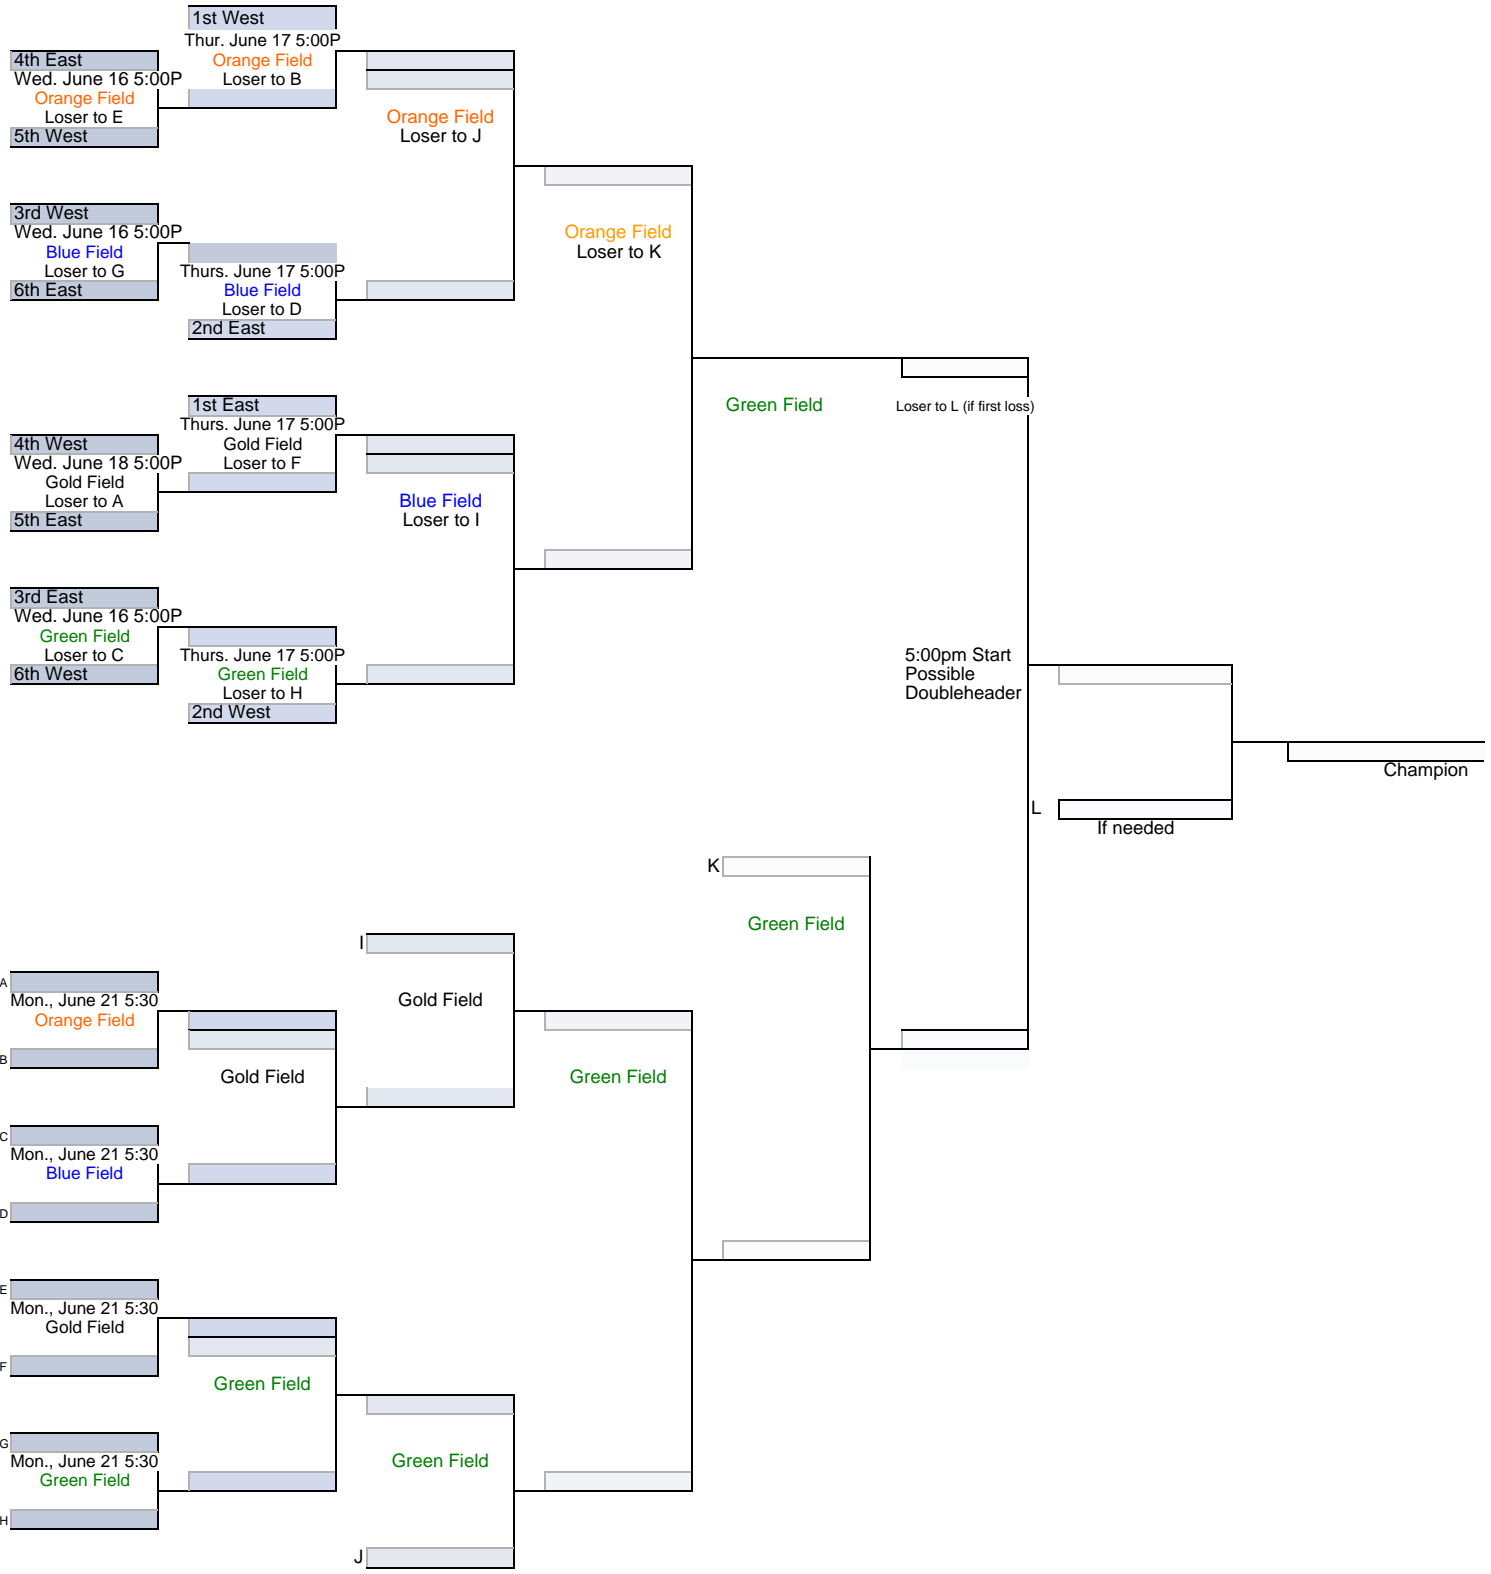 1st West
Thur. June 17 5:00P
Orange Field
Loser to B
4th East
Wed. June 16 5:00P
Orange Field
Loser to E
5th West
Orange Field
Loser to J
3rd West
Wed. June 16 5:00P
Blue Field
Loser to G
6th East
Thurs. June 17 5:00P
Blue Field
Loser to D
2nd East
Orange Field
Loser to K
1st East
Thurs. June 17 5:00P
Gold Field
Loser to F
4th West
Wed. June 18 5:00P
Gold Field
Loser to A
5th East
Blue Field
Loser to I
Green Field
Loser to L (if first loss)
3rd East
Wed. June 16 5:00P
Green Field
Loser to C
6th West
Thurs. June 17 5:00P
Green Field
Loser to H
2nd West
5:00pm Start
Possible
Doubleheader
Champion
L
If needed
K
Green Field
I
Gold Field
A
Mon., June 21 5:30
Orange Field
B
Gold Field
Green Field
C
Mon., June 21 5:30
Blue Field
D
E
Mon., June 21 5:30
Gold Field
F
Green Field
G
Mon., June 21 5:30
Green Field
H
Green Field
J